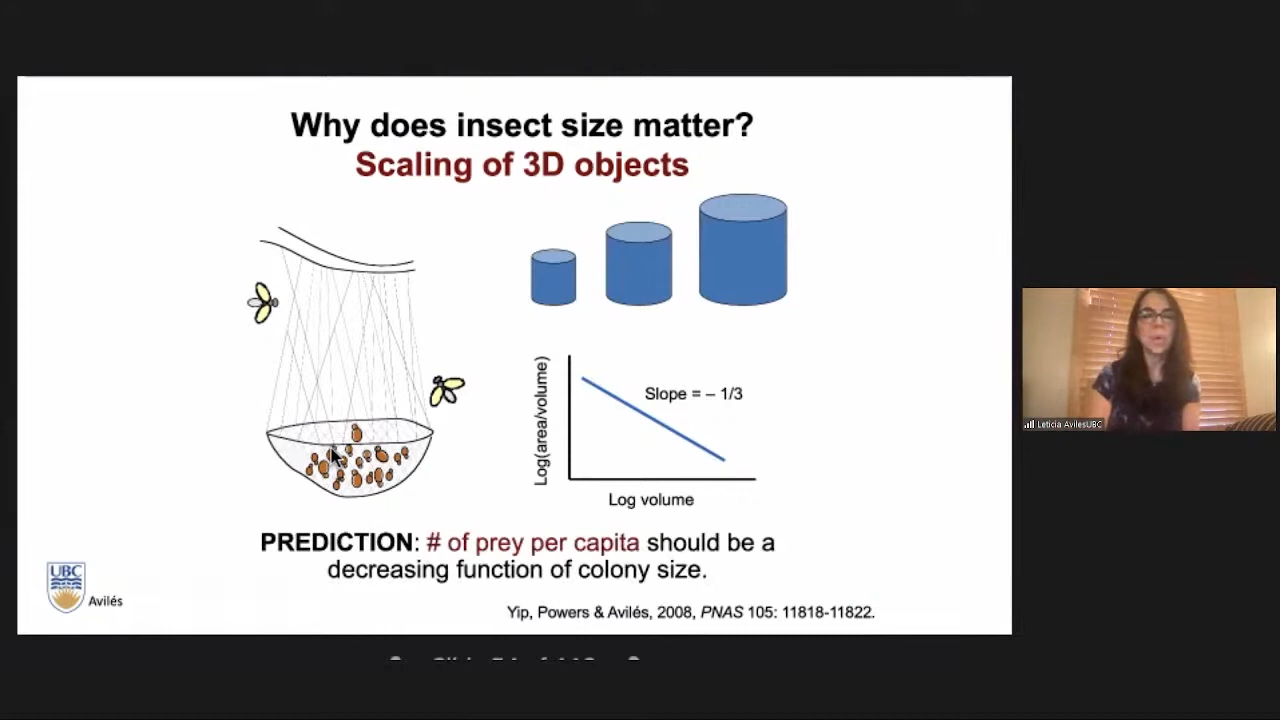 Why does insect size matter?
Scaling of 3D objects
Log(area/volume)
Slope = – 1/3
Log volume
PREDICTION: # of prey per capita should be a
decreasing function of colony size.
UBC
Avilés
Yip, Powers & Avilés, 2008, PNAS 105: 11818-11822.
Leticia AvilesUBC